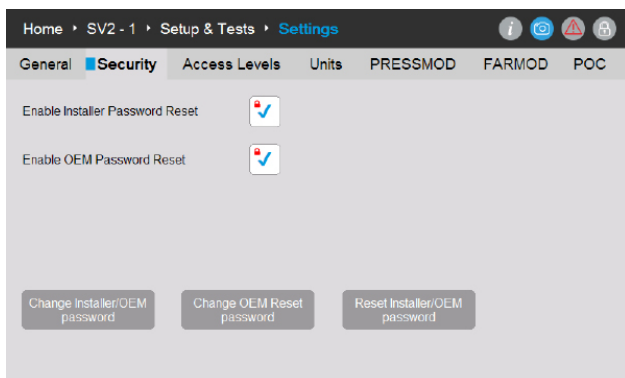 Home ‣ SV2 - 1 ‣ Setup & Tests ‣ Settings
General Security Access Levels Units PRESSMOD FARMOD POC
Enable Installer Password Reset
Enable OEM Password Reset
Change Installer/OEM
password
Change OEM Reset
password
Reset Installer/OEM
password